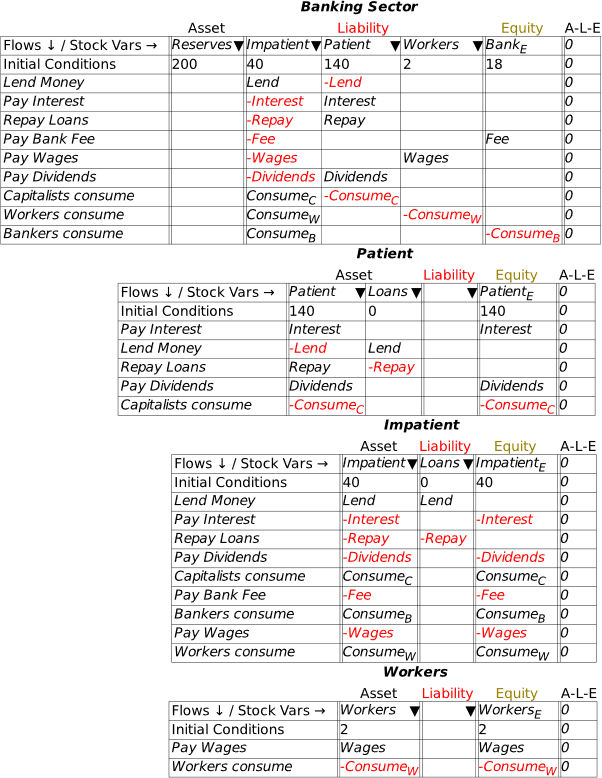 Banking Sector
Asset Liability Equity A-L-E
Flows ↓ / Stock Vars → Reserves▼ Impatient▼ Patient ▼ Workers ▼ Bank_E 0
Initial Conditions 200 40 140 2 18 0
Lend Money Lend -Lend 0
Pay Interest -Interest Interest 0
Repay Loans -Repay Repay 0
Pay Bank Fee -Fee Fee 0
Pay Wages -Wages Wages 0
Pay Dividends -Dividends Dividends 0
Capitalists consume Consume_C -Consume_C 0
Workers consume Consume_W -Consume_W 0
Bankers consume Consume_B -Consume_B 0
Patient
Asset Liability Equity A-L-E
Flows ↓ / Stock Vars → Patient ▼ Loans ▼ ▼ Patient_E 0
Initial Conditions 140 0 140 0
Pay Interest Interest Interest 0
Lend Money -Lend Lend 0
Repay Loans Repay -Repay 0
Pay Dividends Dividends Dividends 0
Capitalists consume -Consume_C -Consume_C 0
Impatient
Asset Liability Equity A-L-E
Flows ↓ / Stock Vars → Impatient▼ Loans ▼ Impatient_E 0
Initial Conditions 40 0 40 0
Lend Money Lend Lend 0
Pay Interest -Interest -Interest 0
Repay Loans -Repay -Repay 0
Pay Dividends -Dividends -Dividends 0
Capitalists consume Consume_C Consume_C 0
Pay Bank Fee -Fee -Fee 0
Bankers consume Consume_B Consume_B 0
Pay Wages -Wages -Wages 0
Workers consume Consume_W Consume_W 0
Workers
Asset Liability Equity A-L-E
Flows ↓ / Stock Vars → Workers ▼ ▼ Workers_E 0
Initial Conditions 2 2 0
Pay Wages Wages Wages 0
Workers consume -Consume_W -Consume_W 0